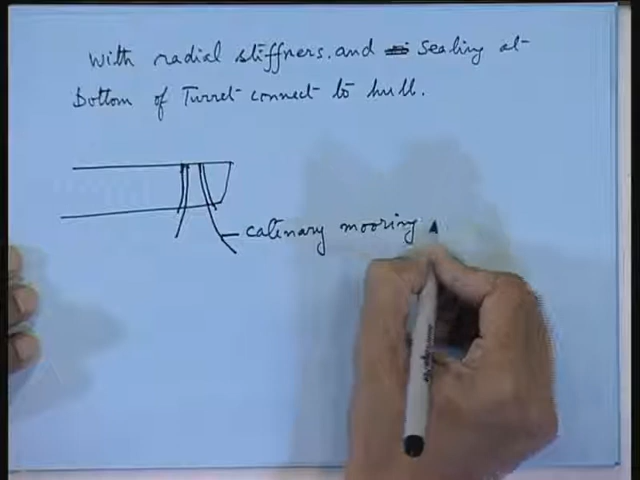 with radial stiffners. and sealing at
bottom of Turret connect to hull.
catenary mooring